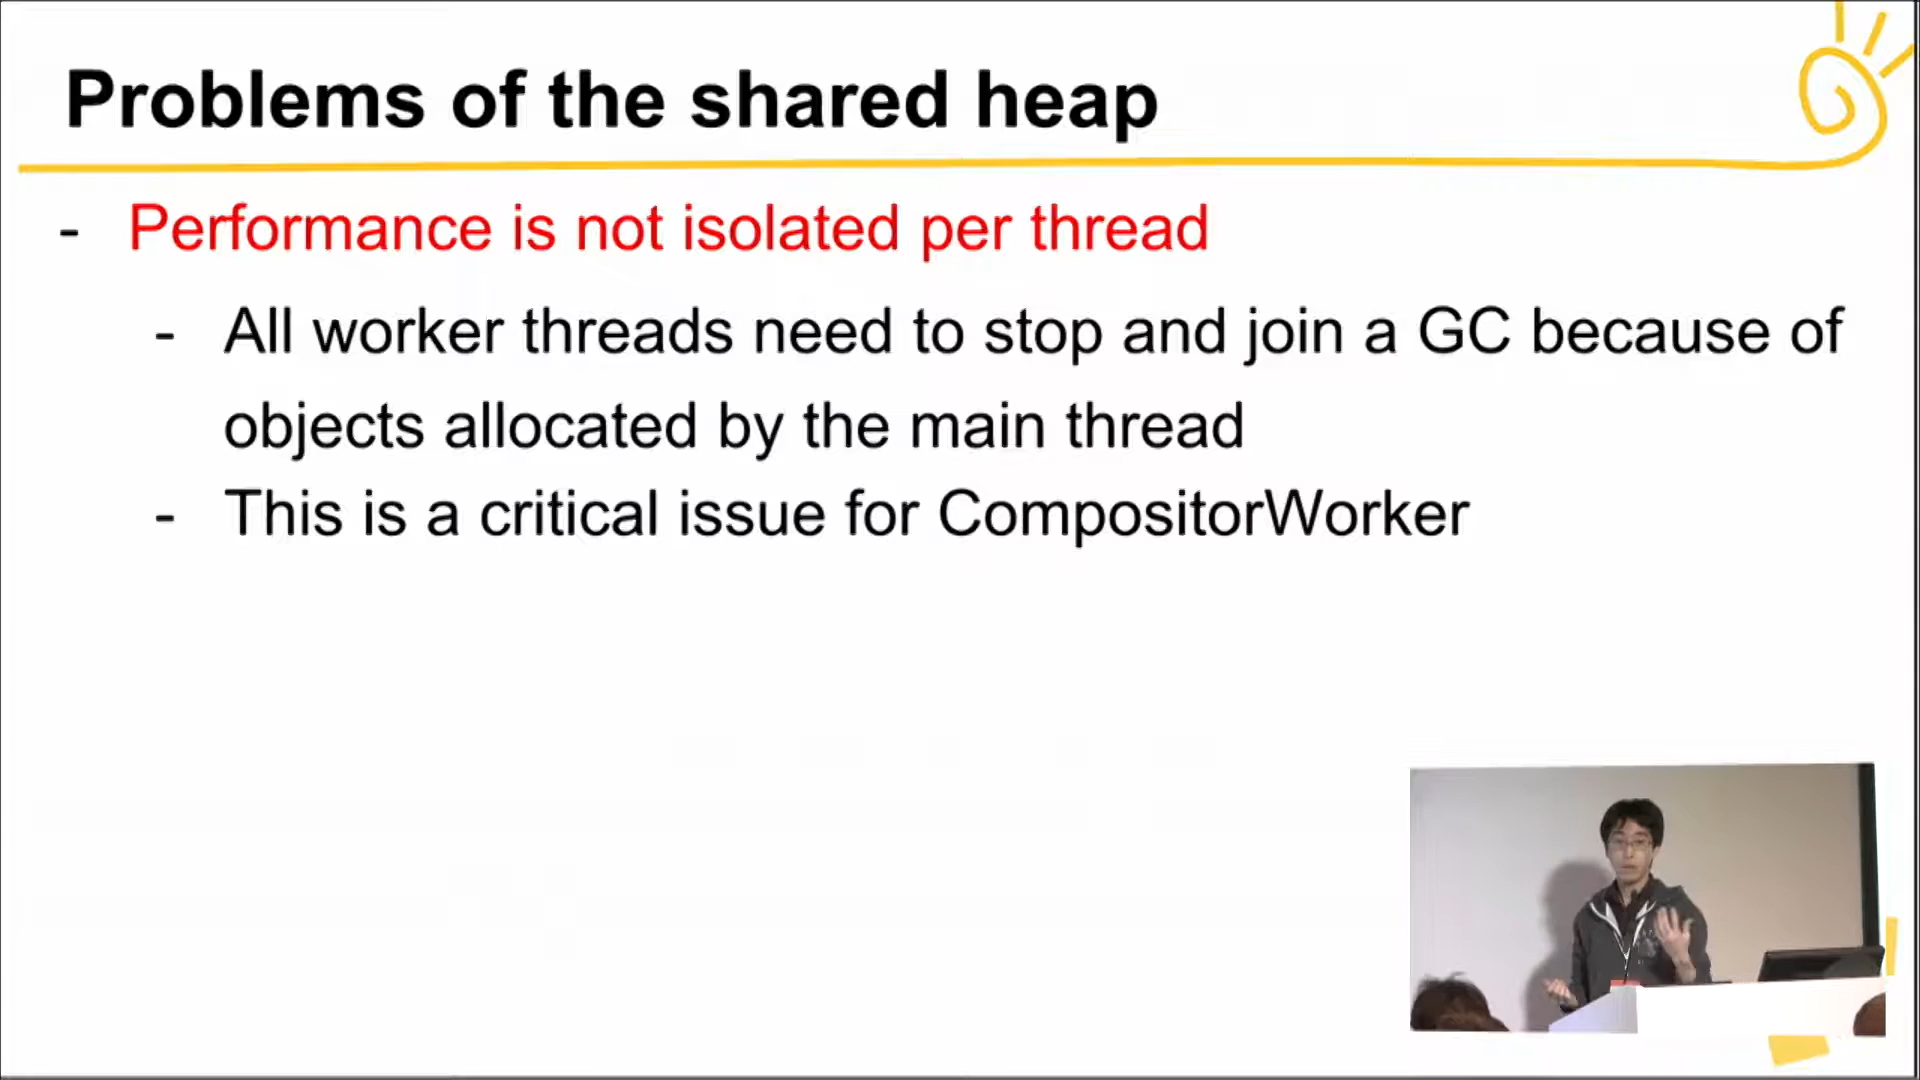 Problems of the shared heap
- Performance is not isolated per thread
- All worker threads need to stop and join a GC because of
objects allocated by the main thread
- This is a critical issue for CompositorWorker